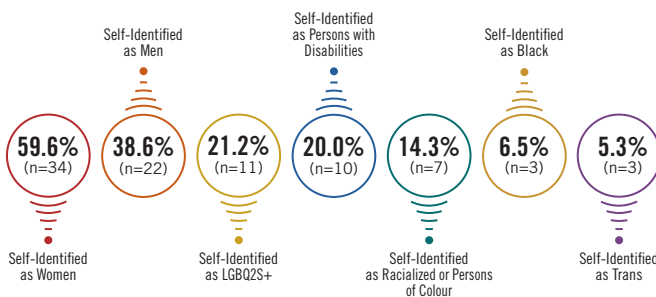 Self-Identified
as Men
Self-Identified
as Persons with
Disabilities
Self-Identified
as Black
59.6%
(n=34)
38.6%
(n=22)
21.2%
(n=11)
20.0%
(n=10)
14.3%
(n=7)
6.5%
(n=3)
5.3%
(n=3)
Self-Identified
as Women
Self-Identified
as LGBQ2S+
Self-Identified
as Racialized or Persons
of Colour
Self-Identified
as Trans